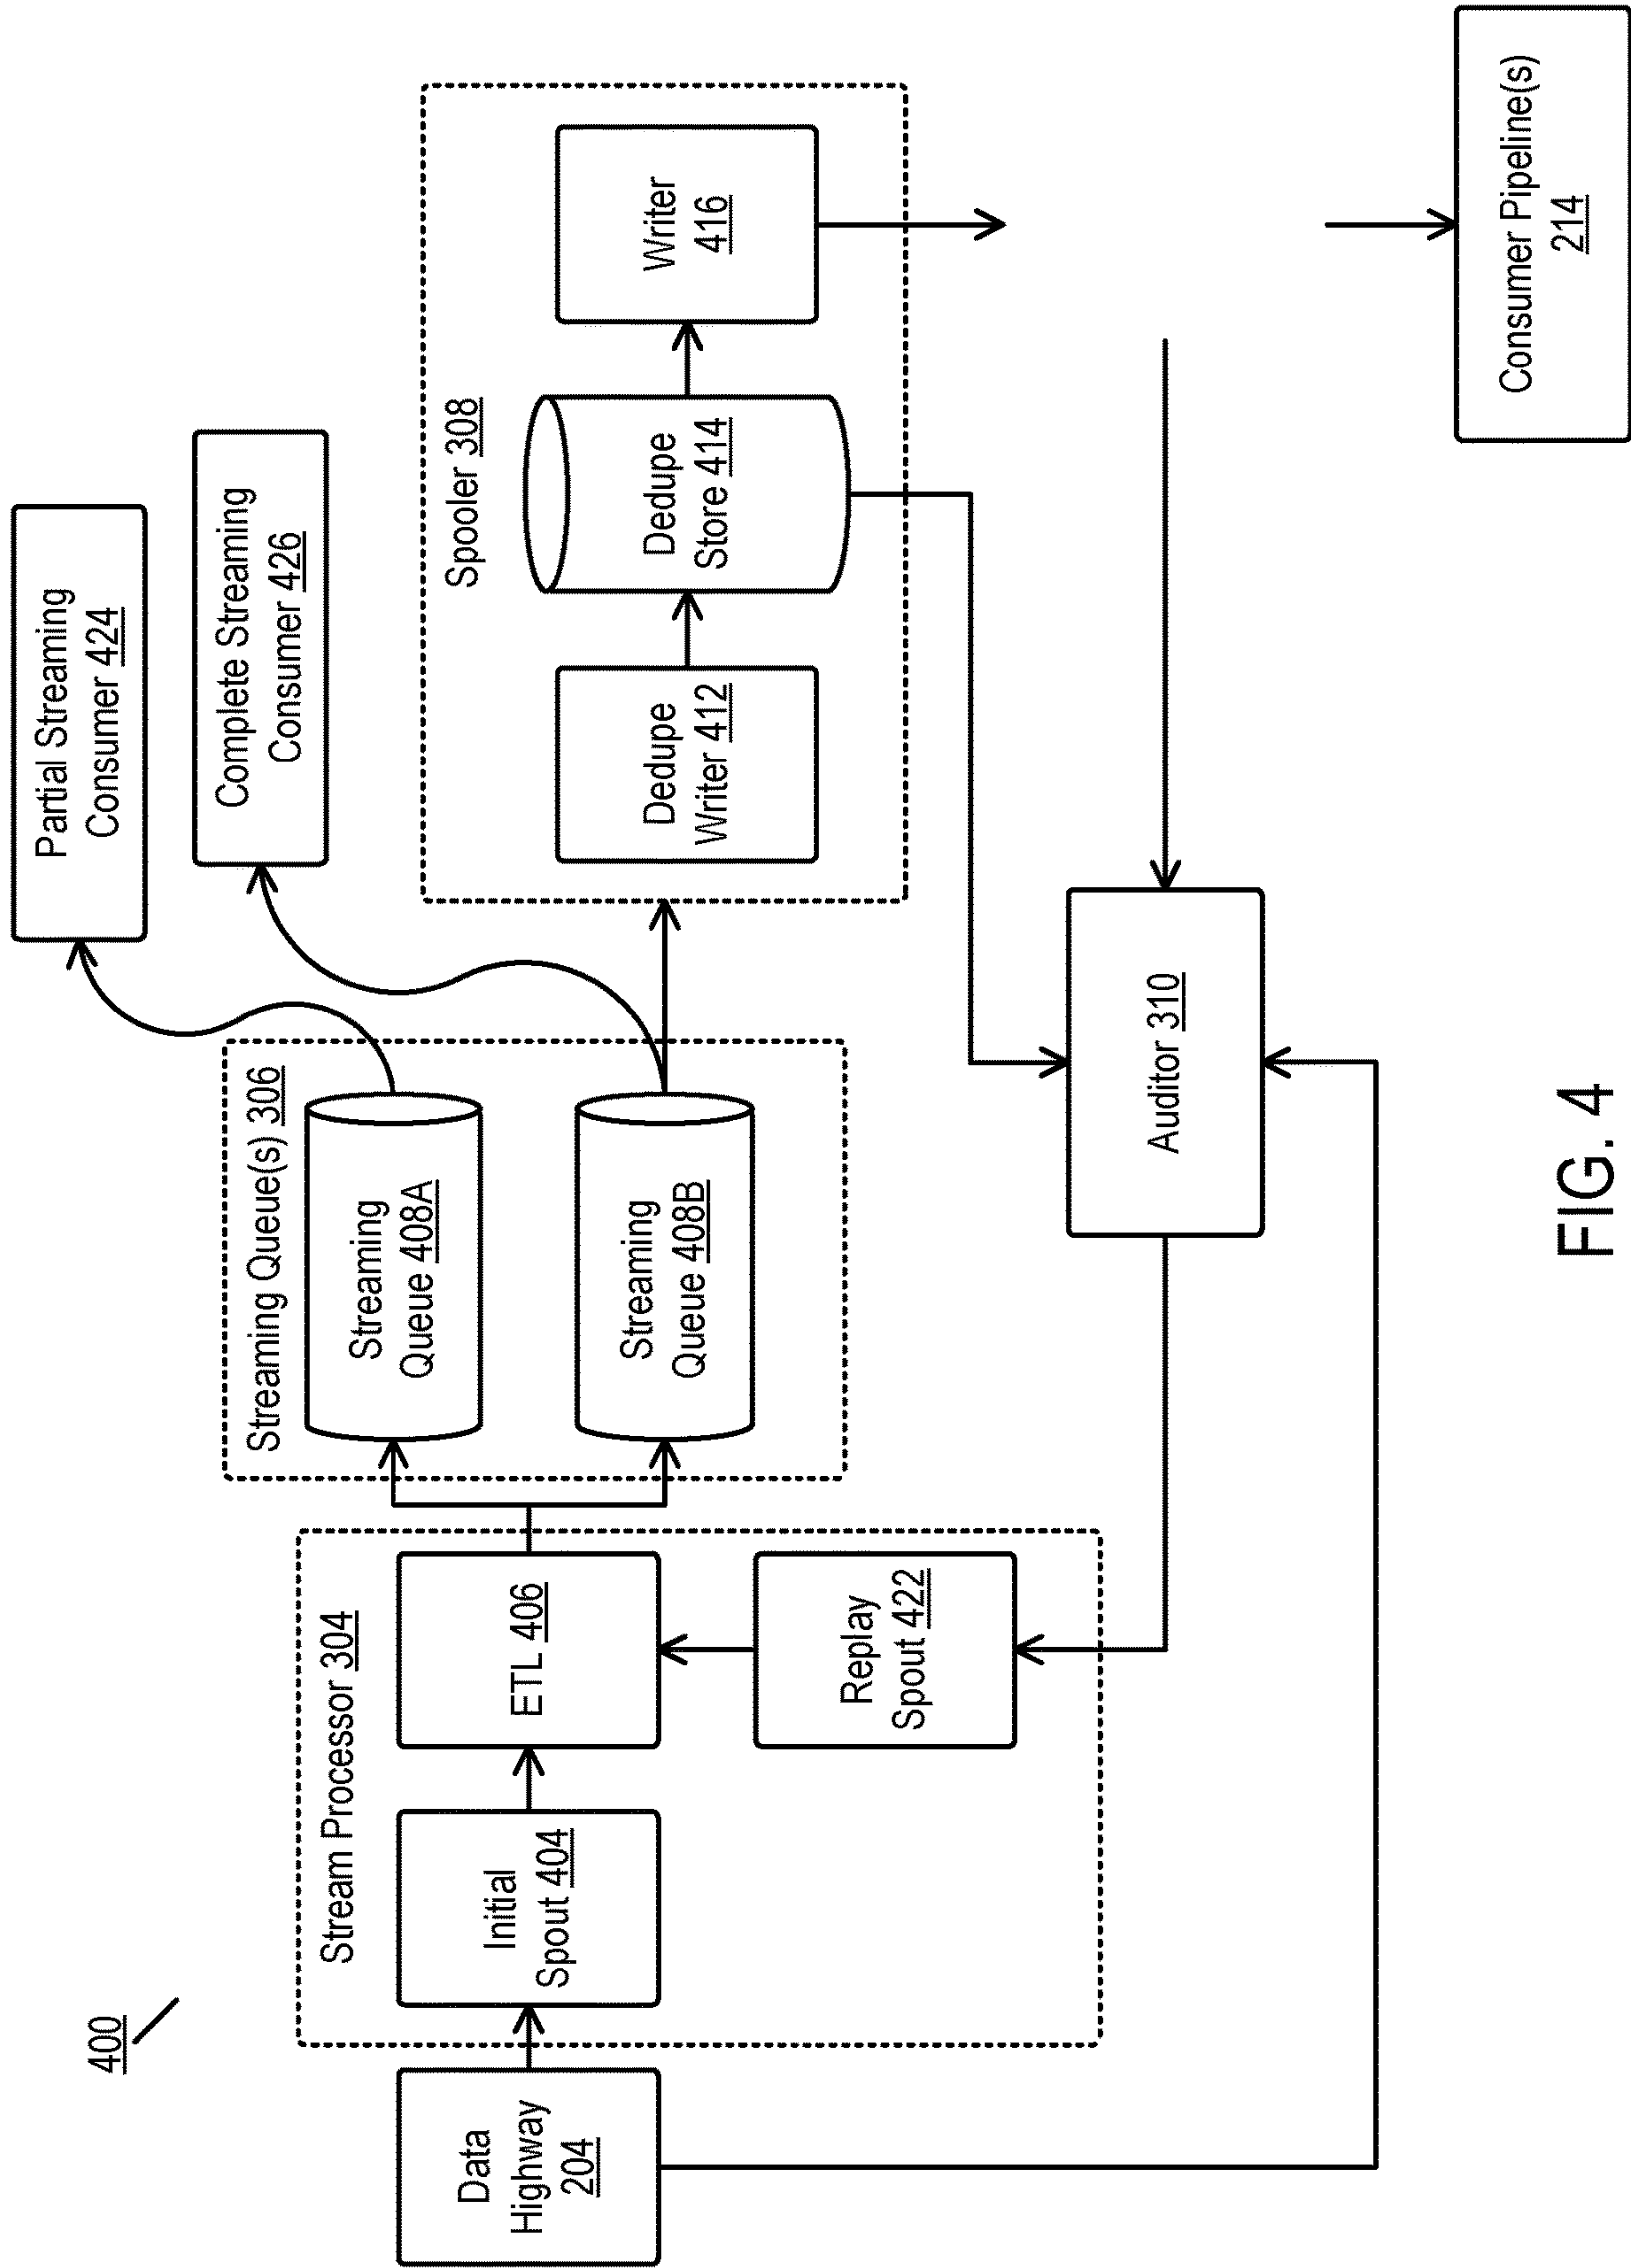 400
Partial Streaming
Consumer 424
Complete Streaming
Consumer 426
Streaming Queue(s) 306
Streaming
Queue 408A
Streaming
Queue 408B
Stream Processor 304
Data
Highway
204
Initial
Spout 404
ETL 406
Replay
Spout 422
Spooler 308
Dedupe
Writer 412
Dedupe
Store 414
Writer
416
Auditor 310
Consumer Pipeline(s)
214
FIG. 4